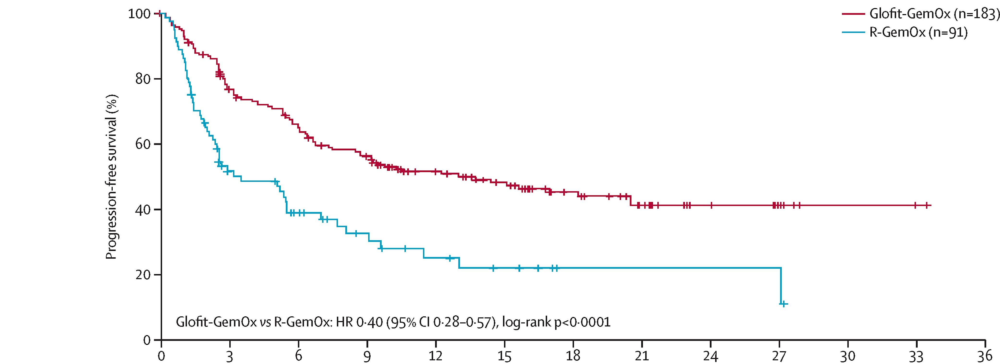 100
80
60
40
20
0
Progression-free survival (%)
Glofit-GemOx (n=183)
R-GemOx (n=91)
Glofit-GemOx vs R-GemOx: HR 0·40 (95% CI 0·28–0·57), log-rank p<0·0001
0 3 6 9 12 15 18 21 24 27 30 33 36